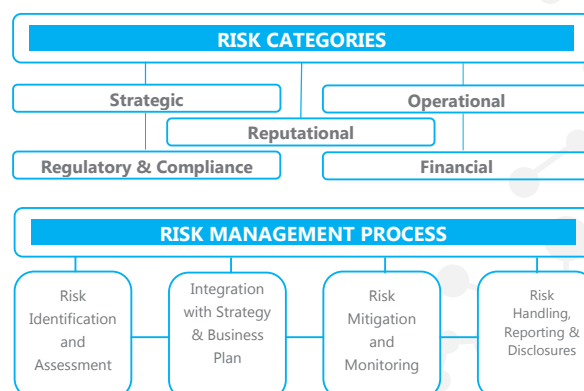 RISK CATEGORIES
Strategic
Operational
Reputational
Regulatory & Compliance
Financial
RISK MANAGEMENT PROCESS
Risk
Identification
and
Assessment
Integration
with Strategy
& Business
Plan
Risk
Mitigation
and
Monitoring
Risk
Handling,
Reporting &
Disclosures